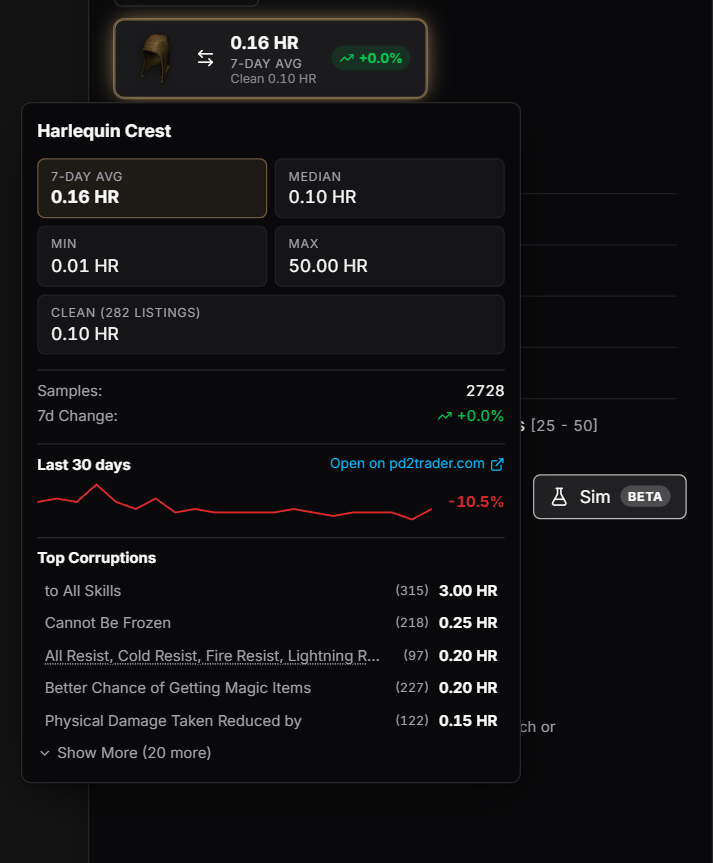 0.16 HR
7-DAY AVG
Clean 0.10 HR
+0.0%
Harlequin Crest
7-DAY AVG
0.16 HR
MEDIAN
0.10 HR
MIN
0.01 HR
MAX
50.00 HR
CLEAN (282 LISTINGS)
0.10 HR
Samples: 2728
7d Change: +0.0%
s [25 - 50]
Last 30 days Open on pd2trader.com
-10.5%
Sim BETA
Top Corruptions
to All Skills (315) 3.00 HR
Cannot Be Frozen (218) 0.25 HR
All Resist, Cold Resist, Fire Resist, Lightning R... (97) 0.20 HR
Better Chance of Getting Magic Items (227) 0.20 HR
Physical Damage Taken Reduced by (122) 0.15 HR
ch or
Show More (20 more)